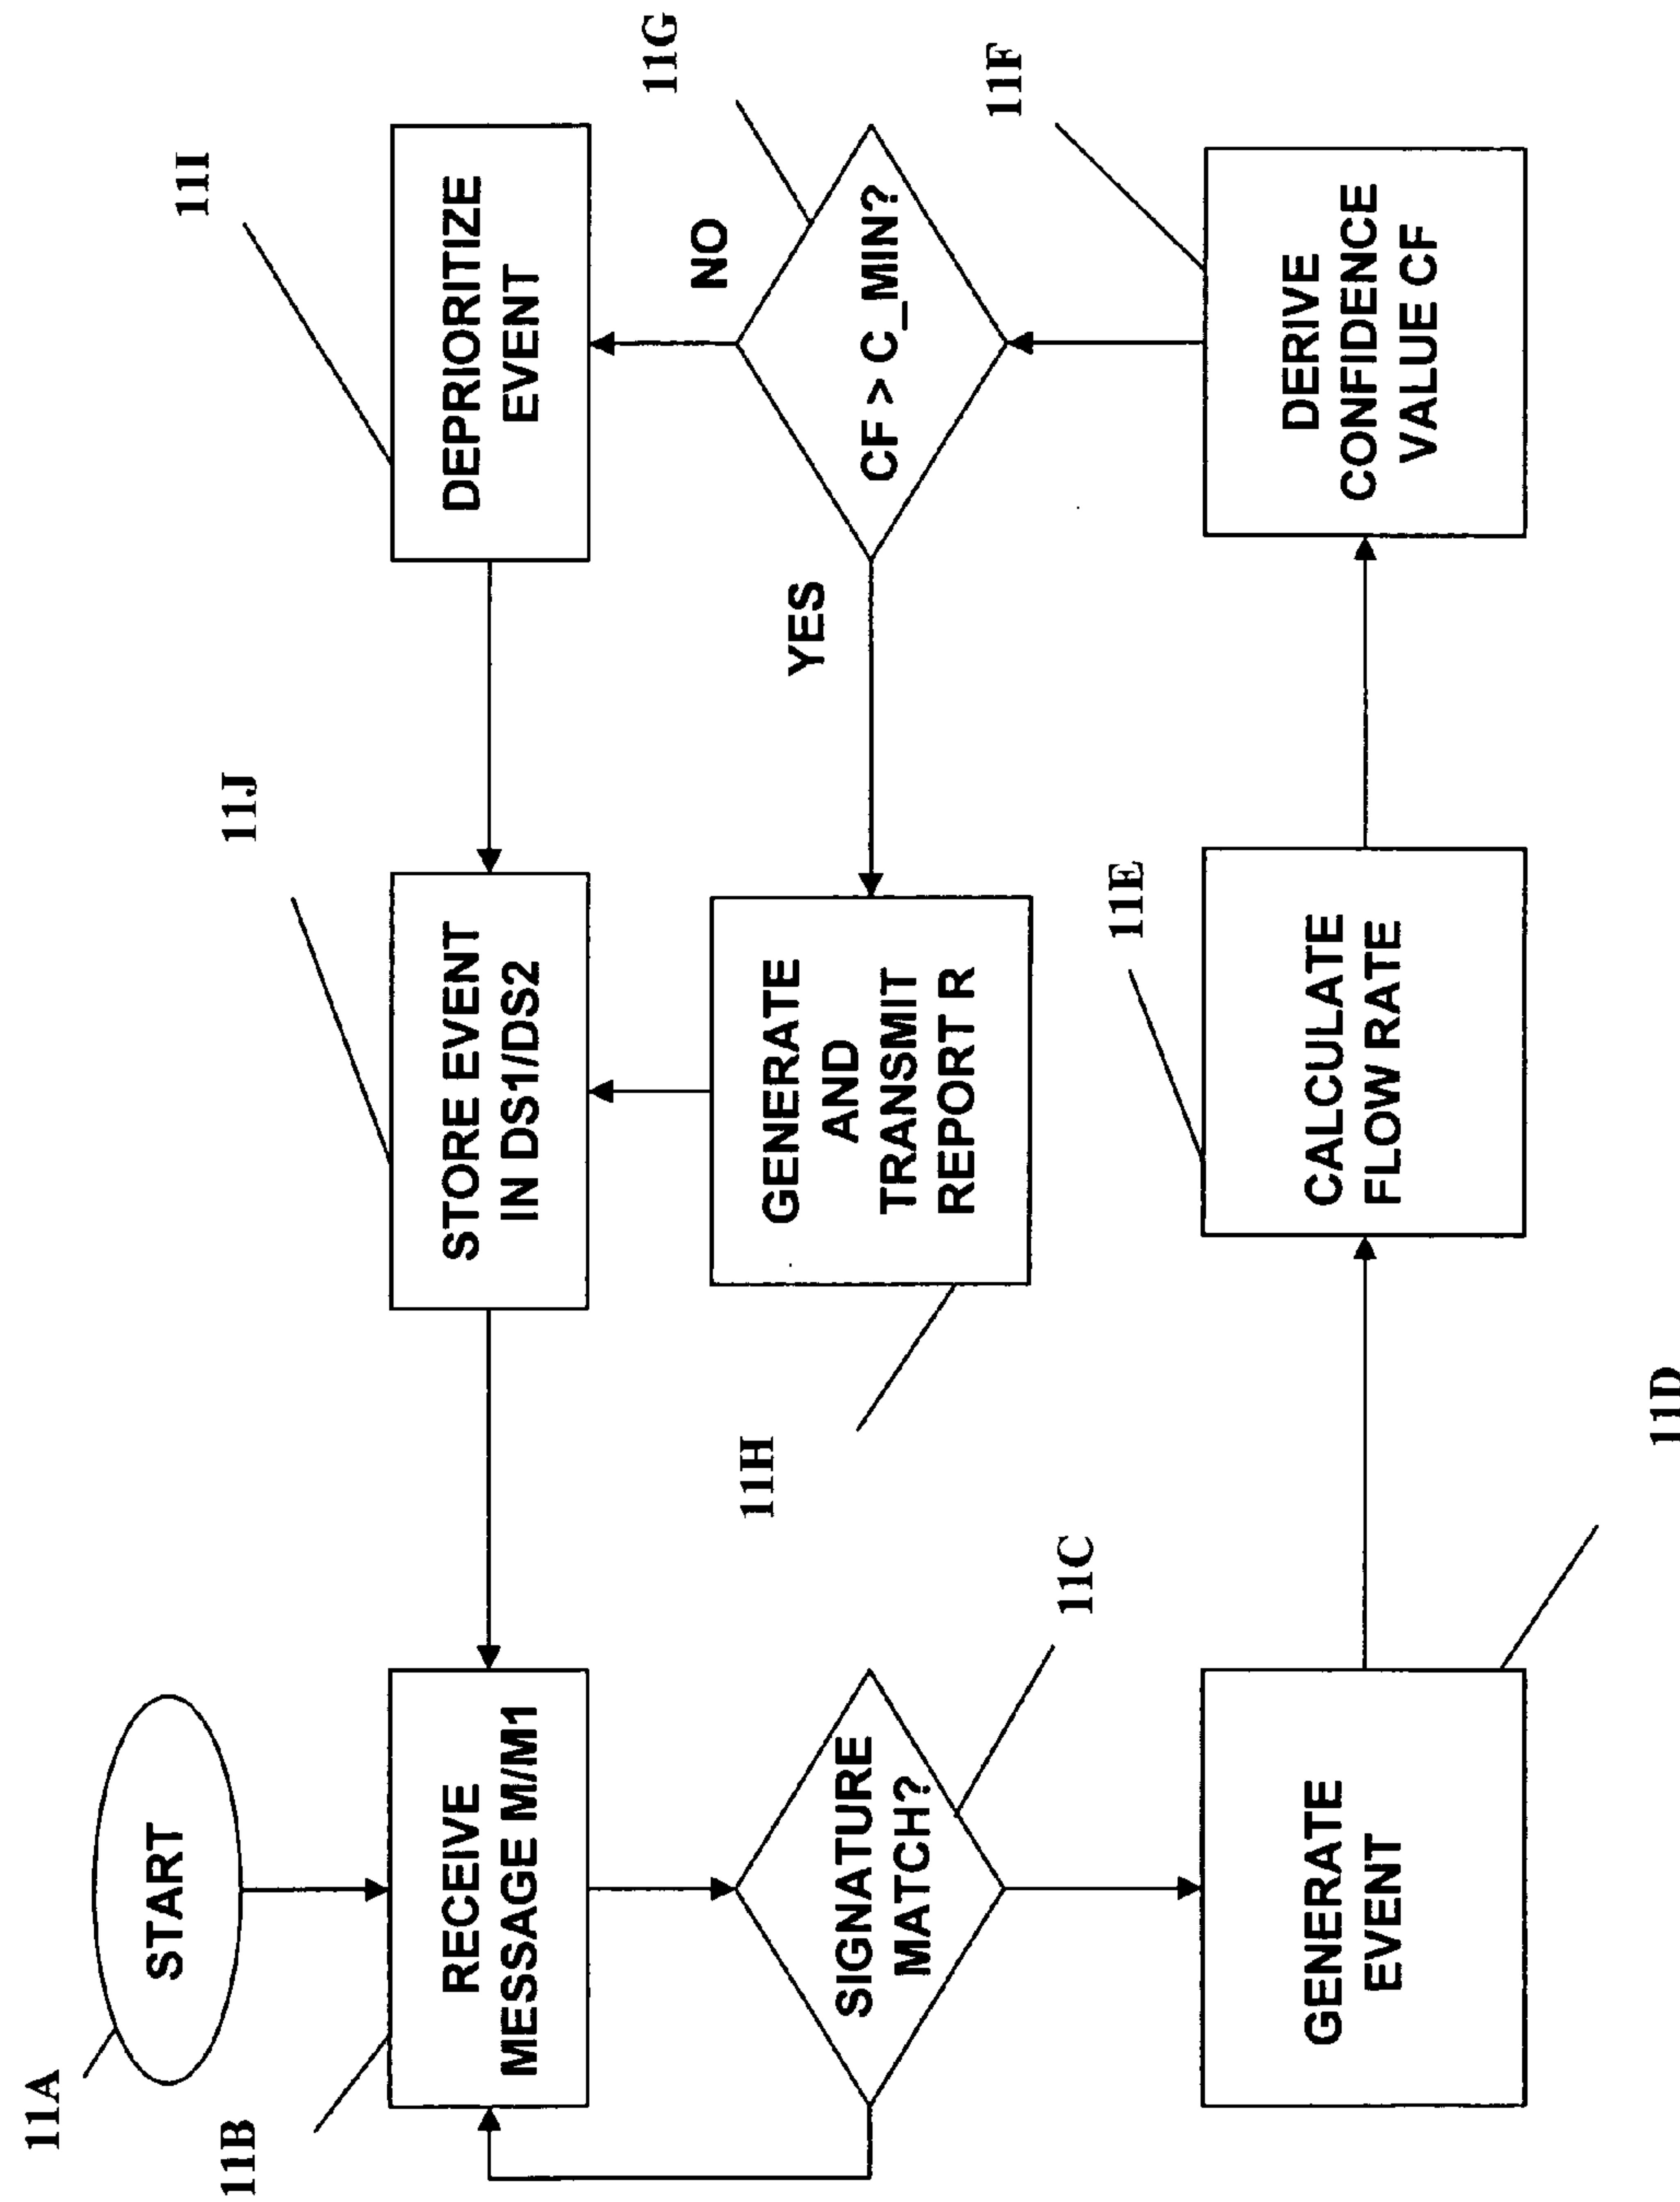 11A
START
11B
RECEIVE
MESSAGE M/M1
11C
SIGNATURE
MATCH?
11D
GENERATE
EVENT
11E
CALCULATE
FLOW RATE
11F
DERIVE
CONFIDENCE
VALUE CF
11G
CF > C_MIN?
NO
YES
11H
GENERATE
AND
TRANSMIT
REPORT R
11I
DEPRIORITIZE
EVENT
11J
STORE EVENT
IN DS1/DS2